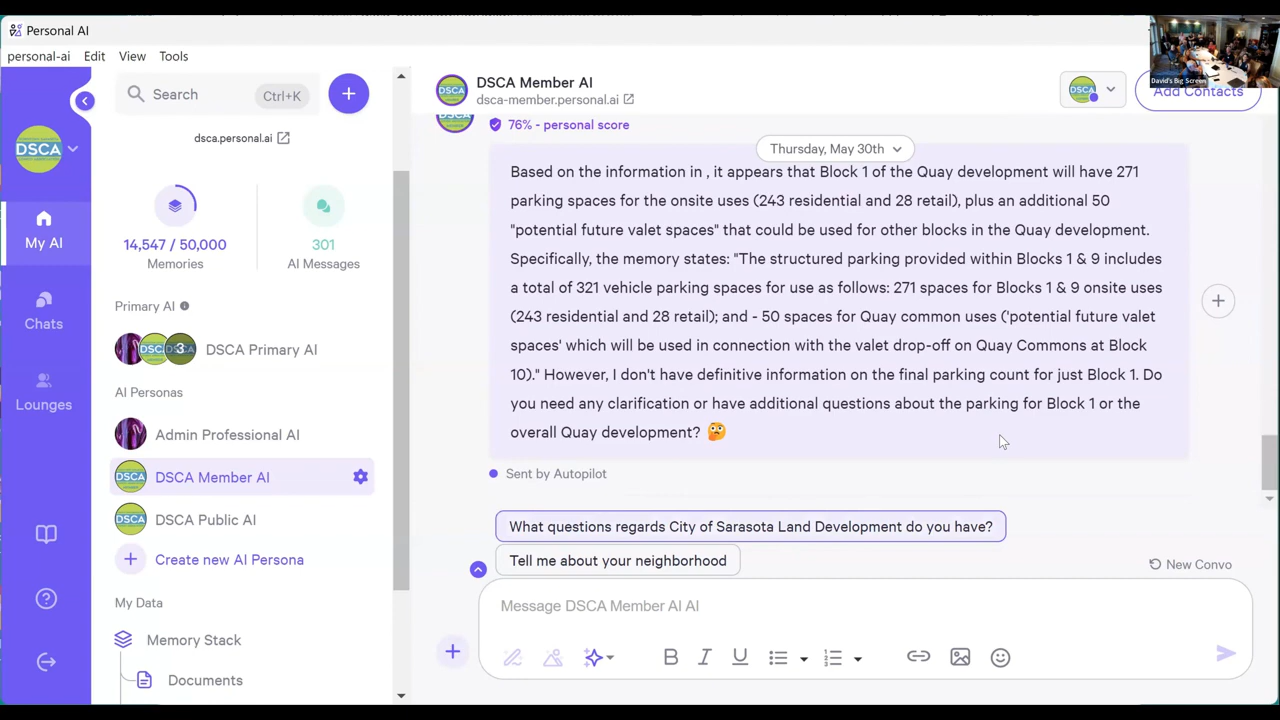 Personal AI
personal-ai Edit View Tools
David's Big Screen
DSCA
My AI
Chats
Lounges
Search Ctrl+K
dsca.personal.ai
14,547 / 50,000
Memories
301
AI Messages
Primary AI
3
DSCA Primary AI
AI Personas
Admin Professional AI
DSCA
DSCA Member AI
DSCA
DSCA Public AI
Create new AI Persona
My Data
Memory Stack
Documents
DSCA
DSCA Member AI
dsca-member.personal.ai
DSCA
Add Contacts
DSCA
76% - personal score
Thursday, May 30th
Based on the information in , it appears that Block 1 of the Quay development will have 271
parking spaces for the onsite uses (243 residential and 28 retail), plus an additional 50
"potential future valet spaces" that could be used for other blocks in the Quay development.
Specifically, the memory states: "The structured parking provided within Blocks 1 & 9 includes
a total of 321 vehicle parking spaces for use as follows: 271 spaces for Blocks 1 & 9 onsite uses
(243 residential and 28 retail); and - 50 spaces for Quay common uses ('potential future valet
spaces' which will be used in connection with the valet drop-off on Quay Commons at Block
10)." However, I don't have definitive information on the final parking count for just Block 1. Do
you need any clarification or have additional questions about the parking for Block 1 or the
overall Quay development? 🤔
Sent by Autopilot
What questions regards City of Sarasota Land Development do you have?
Tell me about your neighborhood
New Convo
Message DSCA Member AI AI
B I U